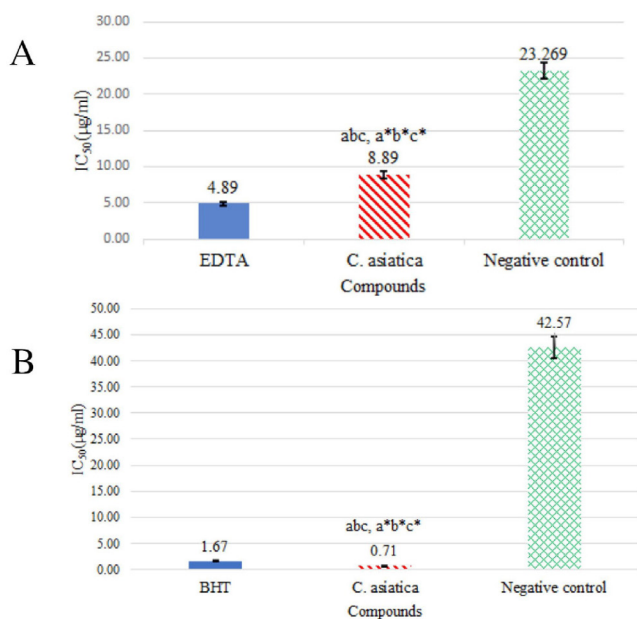 A
30.00
25.00
20.00
15.00
10.00
5.00
0.00
IC₅₀(μg/ml)
4.89
abc, a*b*c*
8.89
23.269
EDTA
C. asiatica
Compounds
Negative control
B
50.00
45.00
40.00
35.00
30.00
25.00
20.00
15.00
10.00
5.00
0.00
IC₅₀(μg/ml)
1.67
abc, a*b*c*
0.71
42.57
BHT
C. asiatica
Compounds
Negative control